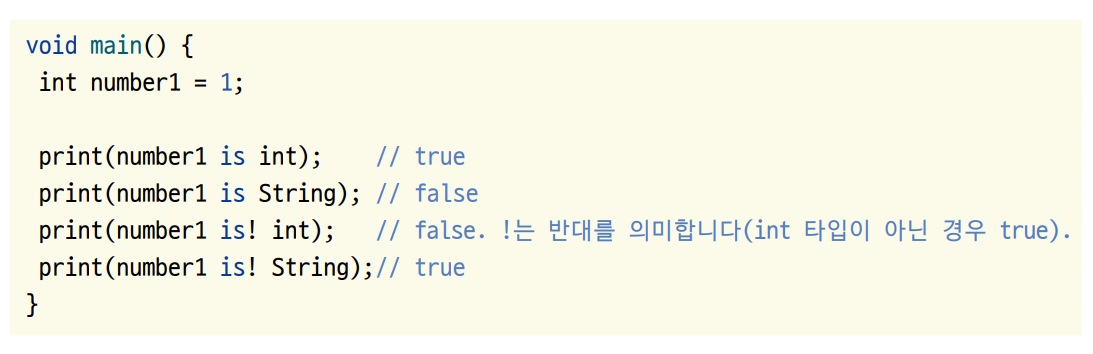 void main() {
 int number1 = 1;

 print(number1 is int);    // true
 print(number1 is String); // false
 print(number1 is! int);   // false. !는 반대를 의미합니다(int 타입이 아닌 경우 true).
 print(number1 is! String);// true
}